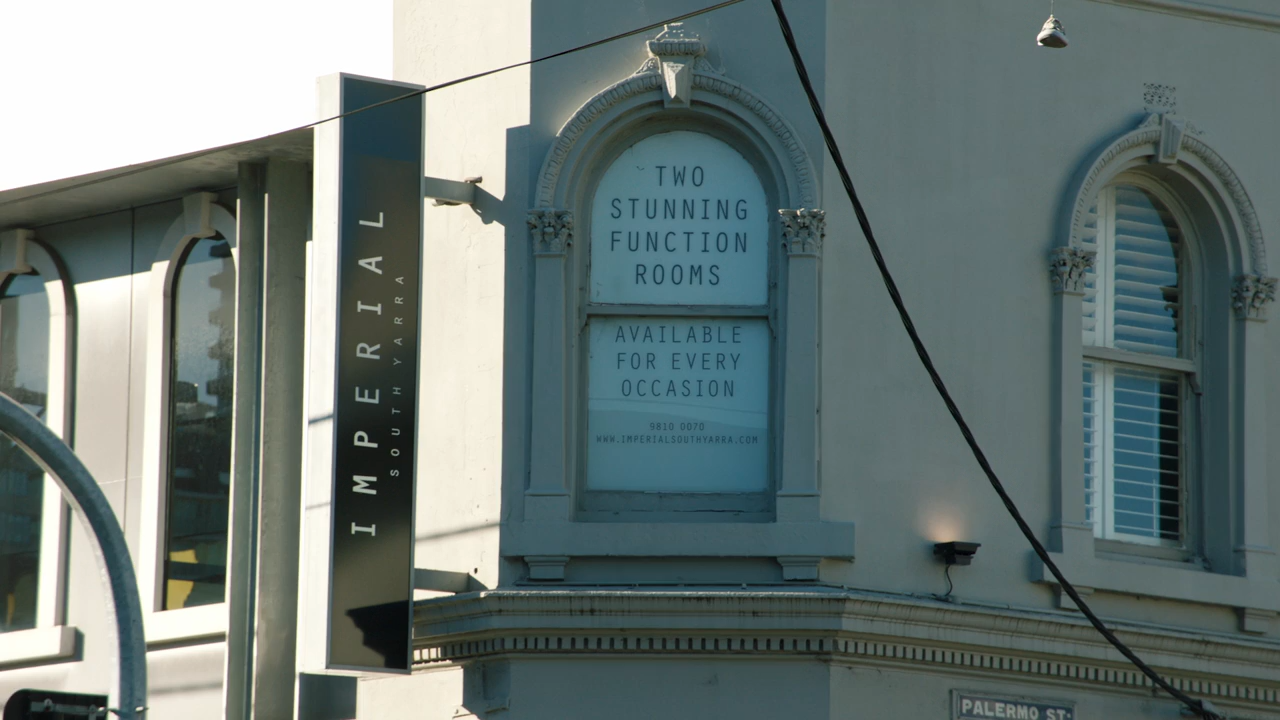 IMPERIAL
SOUTH YARRA
TWO
STUNNING
FUNCTION
ROOMS
AVAILABLE
FOR EVERY
OCCASION
9810 0070
WWW.IMPERIALSOUTHYARRA.COM
PALERMO ST.